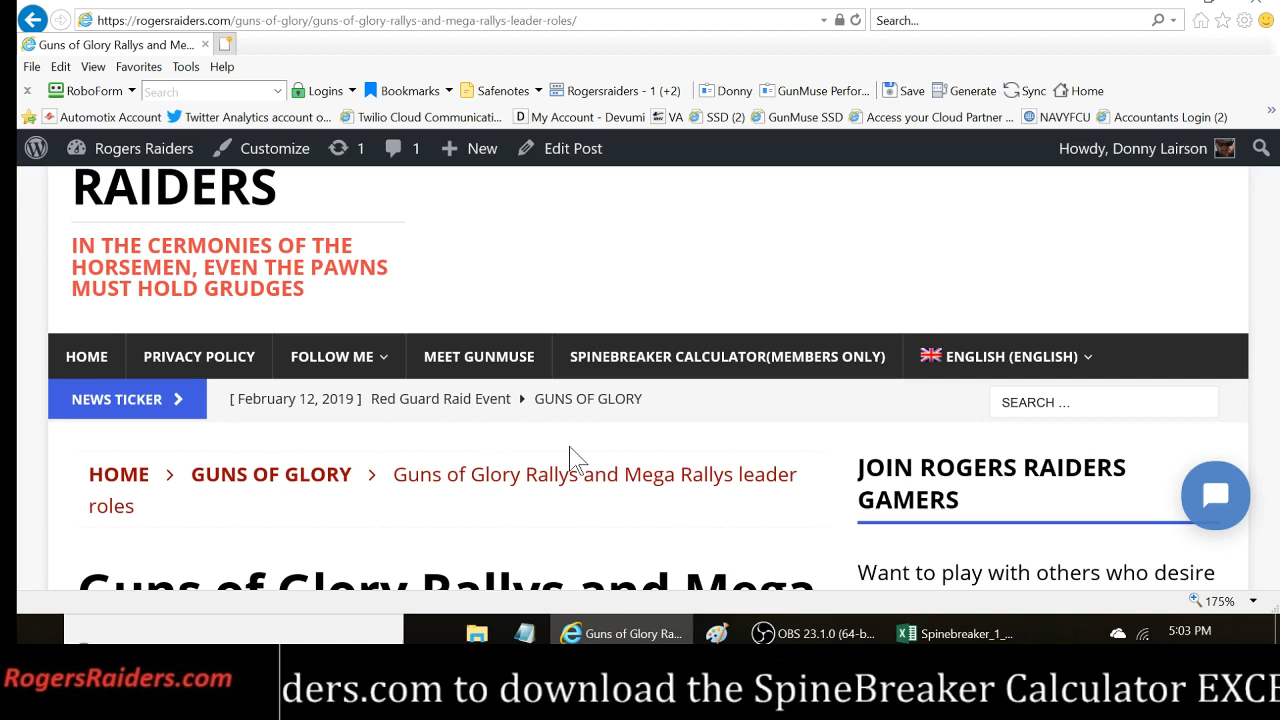 https://rogersraiders.com/guns-of-glory/guns-of-glory-rallys-and-mega-rallys-leader-roles/
Search...
Guns of Glory Rallys and Me...
File Edit View Favorites Tools Help
RoboForm Search Logins Bookmarks Safenotes Rogersraiders - 1 (+2) Donny GunMuse Perfor... Save Generate Sync Home
Automotix Account Twitter Analytics account o... Twilio Cloud Communicati... D My Account - Devumi VA SSD (2) GunMuse SSD Access your Cloud Partner ... NAVYFCU Accountants Login (2)
Rogers Raiders Customize 1 1 New Edit Post Howdy, Donny Lairson
RAIDERS
IN THE CERMONIES OF THE
HORSEMEN, EVEN THE PAWNS
MUST HOLD GRUDGES
HOME PRIVACY POLICY FOLLOW ME MEET GUNMUSE SPINEBREAKER CALCULATOR(MEMBERS ONLY) ENGLISH (ENGLISH)
NEWS TICKER [ February 12, 2019 ] Red Guard Raid Event GUNS OF GLORY SEARCH ...
HOME > GUNS OF GLORY > Guns of Glory Rallys and Mega Rallys leader
roles
JOIN ROGERS RAIDERS
GAMERS
Guns of Glory Rallys and Mega
Want to play with others who desire
175%
Guns of Glory Ra... OBS 23.1.0 (64-b... Spinebreaker_1_... 5:03 PM
RogersRaiders.com
ders.com to download the SpineBreaker Calculator EXCE